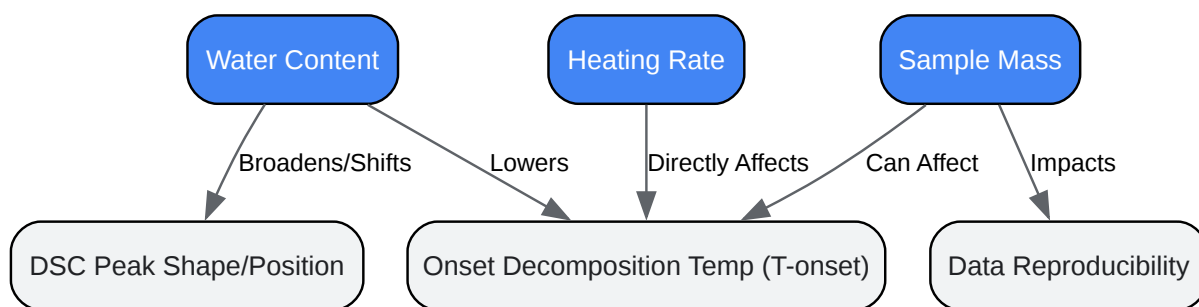 Water Content
Heating Rate
Sample Mass
Broadens/Shifts
Lowers
Directly Affects
Can Affect
Impacts
DSC Peak Shape/Position
Onset Decomposition Temp (T-onset)
Data Reproducibility